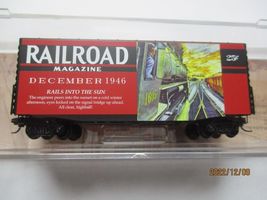 RAILROAD
MAGAZINE
DECEMBER 1946
RAILS INTO THE SUN
The engineer peers into the sunset on a cold winter
afternoon, eyes locked on the signal bridge up ahead.
All clear, highball!
2022/12/09